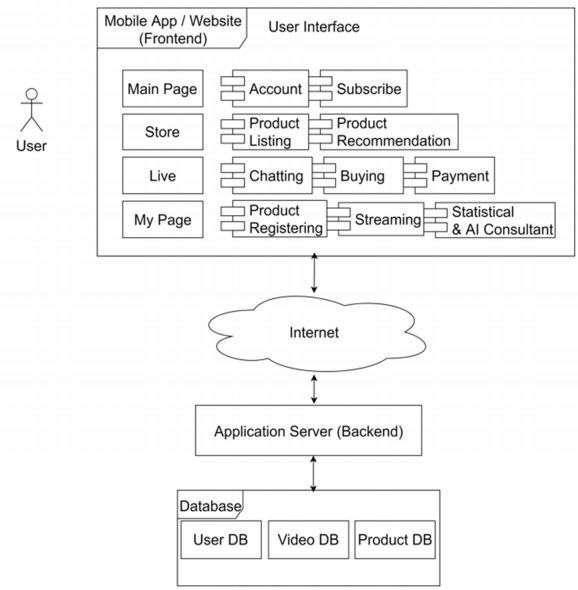 Mobile App / Website
(Frontend)
User Interface
User
Main Page
Account
Subscribe
Store
Product
Listing
Product
Recommendation
Live
Chatting
Buying
Payment
My Page
Product
Registering
Streaming
Statistical
& AI Consultant
Internet
Application Server (Backend)
Database
User DB
Video DB
Product DB